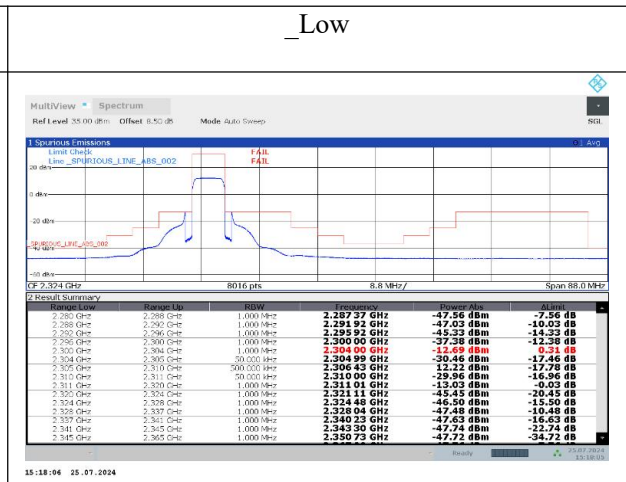 _Low
MultiView Spectrum
Ref Level 35.00 dBm Offset 8.50 dB Mode Auto Sweep SGL
1 Spurious Emissions 1 Avg
Limit Check FAIL
Line _SPURIOUS_LINE_ABS_002 FAIL
20 dBm
0 dBm
-20 dBm
_SPURIOUS_LINE_ABS_002
-40 dBm
-60 dBm
CF 2.324 GHz 8016 pts 8.8 MHz/ Span 88.0 MHz
2 Result Summary
Range Low Range Up RBW Frequency Power Abs ΔLimit
2.280 GHz 2.288 GHz 1.000 MHz 2.287 37 GHz -47.56 dBm -7.56 dB
2.288 GHz 2.292 GHz 1.000 MHz 2.291 92 GHz -47.03 dBm -10.03 dB
2.292 GHz 2.296 GHz 1.000 MHz 2.295 92 GHz -45.33 dBm -14.33 dB
2.296 GHz 2.300 GHz 1.000 MHz 2.300 00 GHz -37.38 dBm -12.38 dB
2.300 GHz 2.304 GHz 1.000 MHz 2.304 00 GHz -12.69 dBm 0.31 dB
2.304 GHz 2.305 GHz 50.000 kHz 2.304 99 GHz -30.46 dBm -17.46 dB
2.305 GHz 2.310 GHz 500.000 kHz 2.306 43 GHz 12.22 dBm -17.78 dB
2.310 GHz 2.311 GHz 50.000 kHz 2.310 00 GHz -29.96 dBm -16.96 dB
2.311 GHz 2.320 GHz 1.000 MHz 2.311 01 GHz -13.03 dBm -0.03 dB
2.320 GHz 2.324 GHz 1.000 MHz 2.321 11 GHz -45.45 dBm -20.45 dB
2.324 GHz 2.328 GHz 1.000 MHz 2.324 48 GHz -46.50 dBm -15.50 dB
2.328 GHz 2.337 GHz 1.000 MHz 2.328 04 GHz -47.48 dBm -10.48 dB
2.337 GHz 2.341 GHz 1.000 MHz 2.340 23 GHz -47.63 dBm -16.63 dB
2.341 GHz 2.345 GHz 1.000 MHz 2.343 30 GHz -47.74 dBm -22.74 dB
2.345 GHz 2.365 GHz 1.000 MHz 2.350 73 GHz -47.72 dBm -34.72 dB
Ready 25.07.2024
15:18:05
15:18:06 25.07.2024